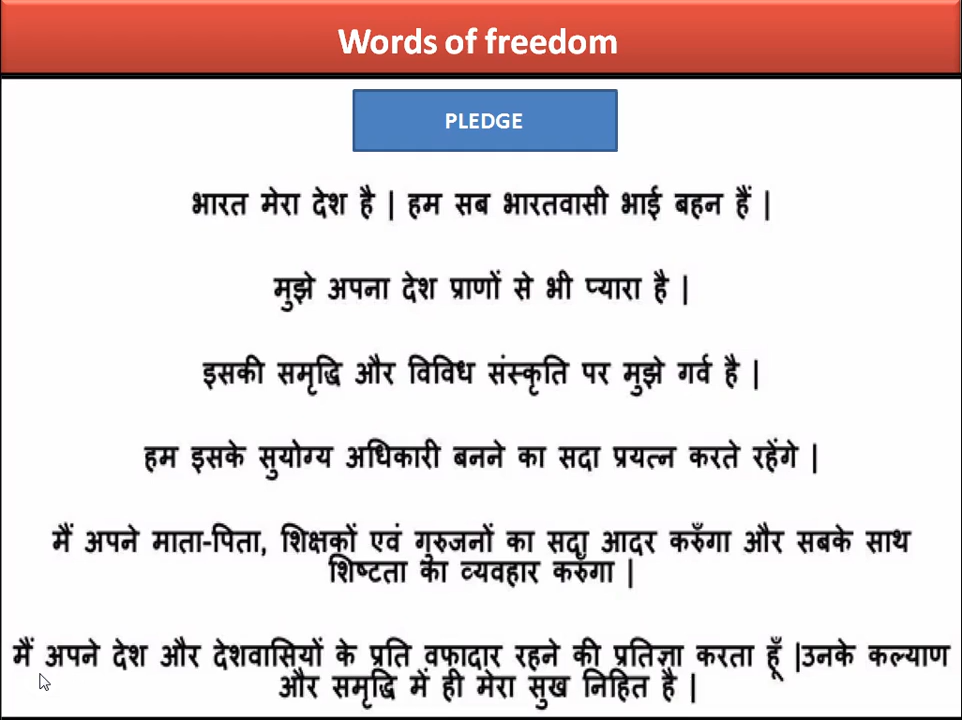 Words of freedom
PLEDGE
भारत मेरा देश है | हम सब भारतवासी भाई बहन हैं |
मुझे अपना देश प्राणों से भी प्यारा है |
इसकी समृद्धि और विविध संस्कृति पर मुझे गर्व है |
हम इसके सुयोग्य अधिकारी बनने का सदा प्रयत्न करते रहेंगे |
मैं अपने माता-पिता, शिक्षकों एवं गुरुजनों का सदा आदर करुँगा और सबके साथ
शिष्टता का व्यवहार करुँगा |
मैं अपने देश और देशवासियों के प्रति वफादार रहने की प्रतिज्ञा करता हूँ |उनके कल्याण
और समृद्धि में ही मेरा सुख निहित है |